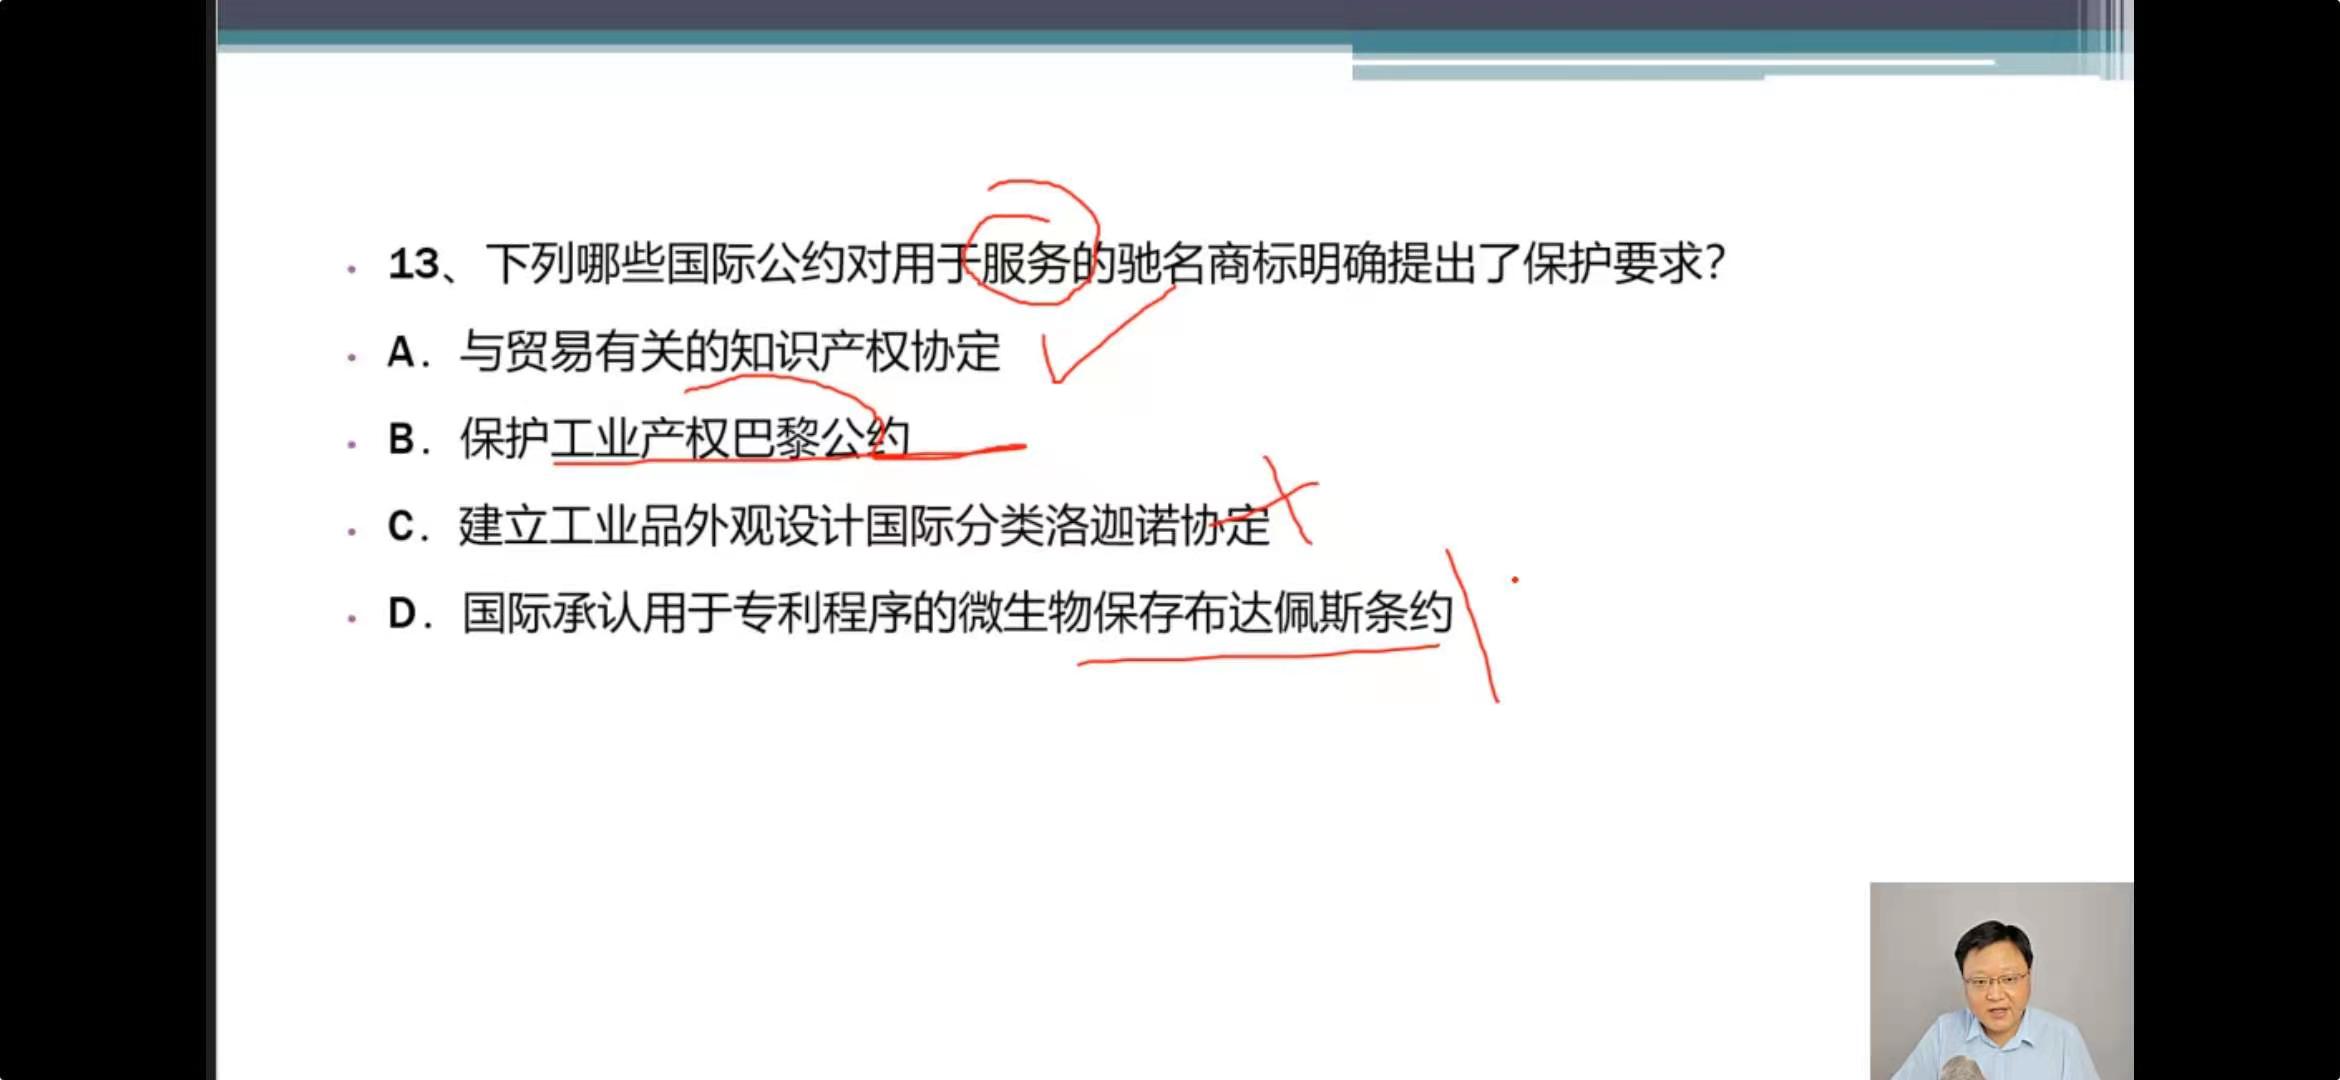 13、下列哪些国际公约对用于服务的驰名商标明确提出了保护要求？
A．与贸易有关的知识产权协定
B．保护工业产权巴黎公约
C．建立工业品外观设计国际分类洛迦诺协定
D．国际承认用于专利程序的微生物保存布达佩斯条约